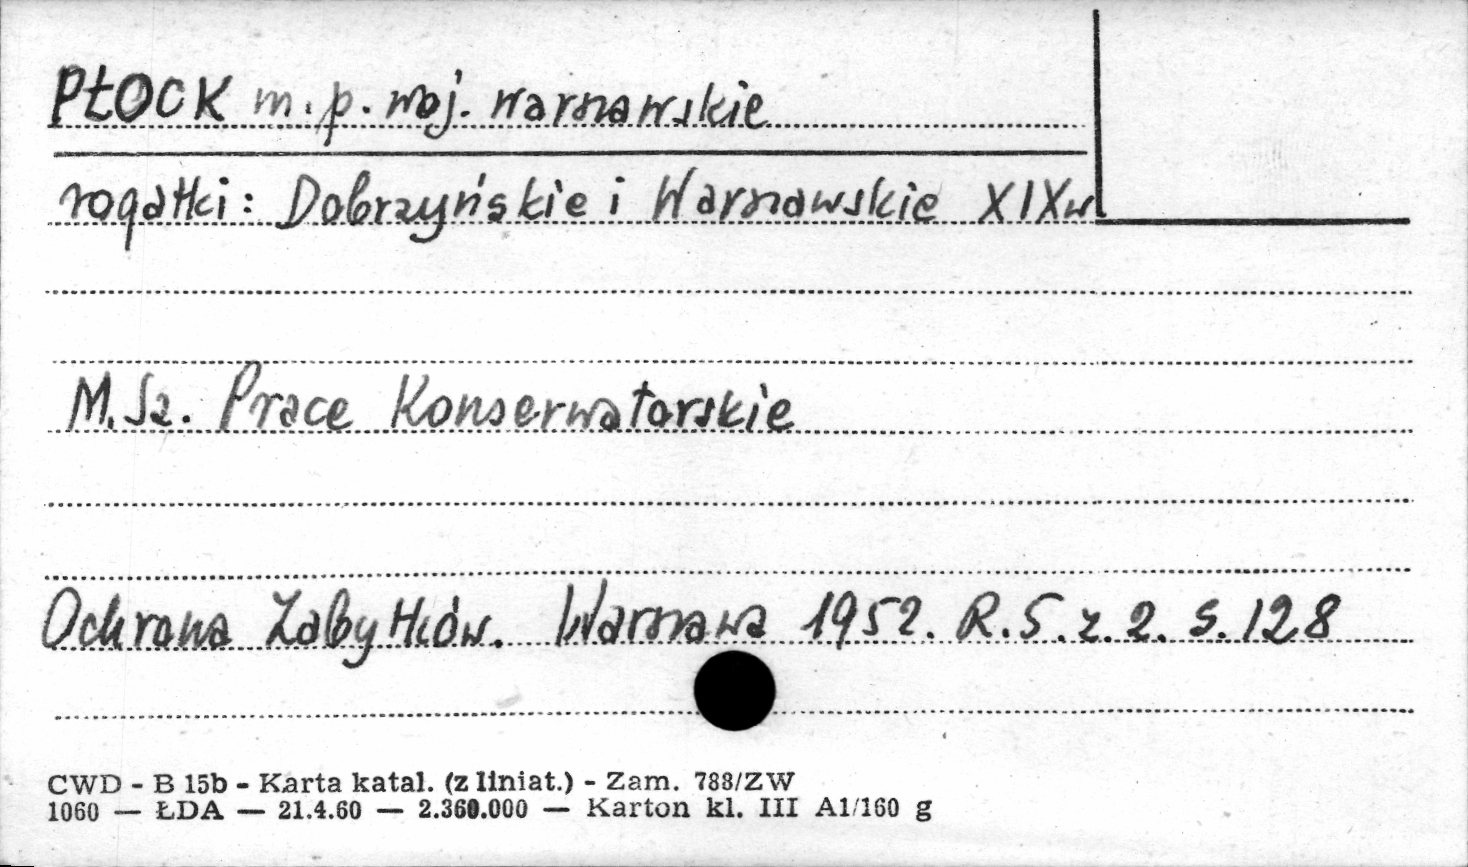 PŁOCK m. p. woj. warszawskie
rogatki: Dobrzyńskie i Warszawskie XIXw
M. Sz. Prace Konserwatorskie
Ochrona Zabytków. Warszawa 1952. R. 5. z. 2. s. 128
CWD - B 15b - Karta katal. (z liniat.) - Zam. 788/ZW
1060 — ŁDA — 21.4.60 — 2.360.000 — Karton kl. III A1/160 g